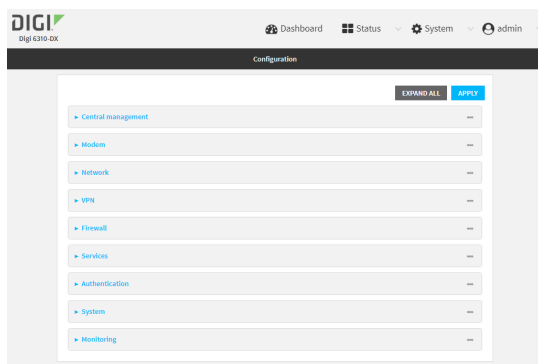 DIGI
Digi 6310-DX
Dashboard Status System admin
Configuration
EXPAND ALL APPLY
Central management
Modem
Network
VPN
Firewall
Services
Authentication
System
Monitoring